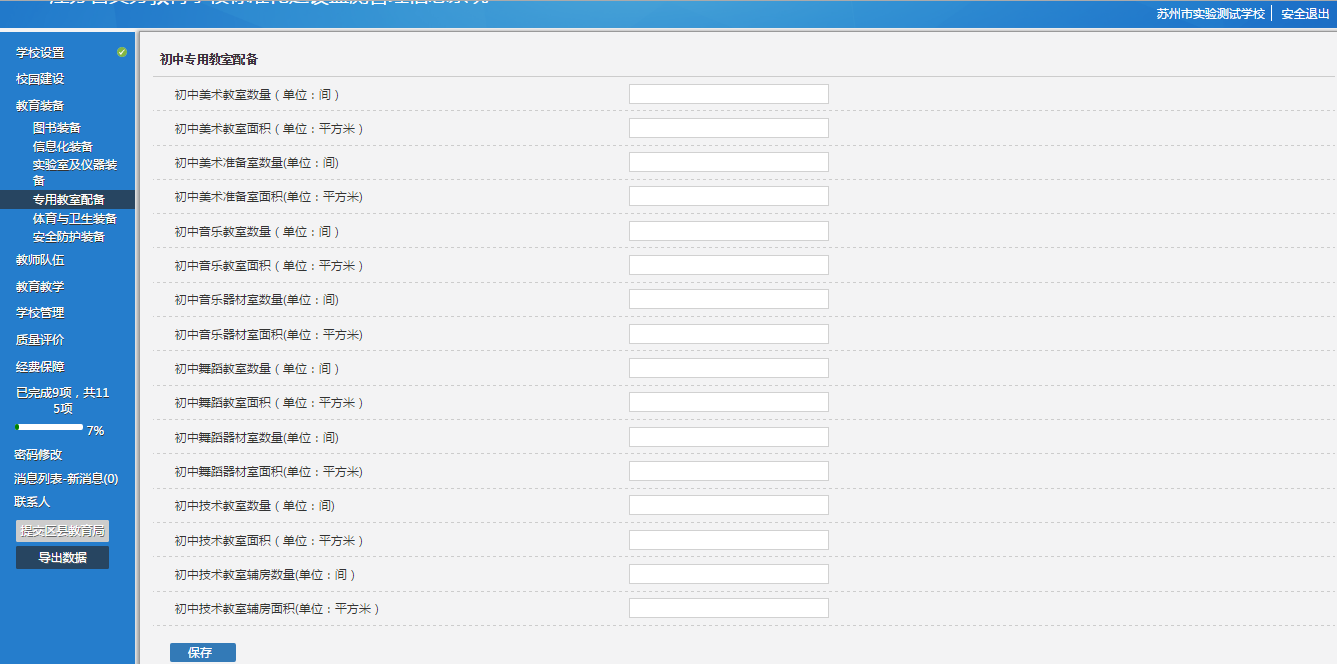 苏州市实验测试学校
安全退出
学校设置
校园建设
教育装备
图书装备
信息化装备
实验室及仪器装
备
专用教室配备
体育与卫生装备
安全防护装备
教师队伍
教育教学
学校管理
质量评价
经费保障
已完成9项，共11
5项
7%
密码修改
消息列表-新消息(0)
联系人
提交区县教育局
导出数据
初中专用教室配备
初中美术教室数量（单位：间）
初中美术教室面积（单位：平方米）
初中美术准备室数量(单位：间)
初中美术准备室面积(单位：平方米)
初中音乐教室数量（单位：间）
初中音乐教室面积（单位：平方米）
初中音乐器材室数量(单位：间)
初中音乐器材室面积(单位：平方米)
初中舞蹈教室数量（单位：间）
初中舞蹈教室面积（单位：平方米）
初中舞蹈器材室数量(单位：间)
初中舞蹈器材室面积(单位：平方米)
初中技术教室数量（单位：间)
初中技术教室面积（单位：平方米）
初中技术教室辅房数量(单位：间）
初中技术教室辅房面积(单位：平方米）
保存